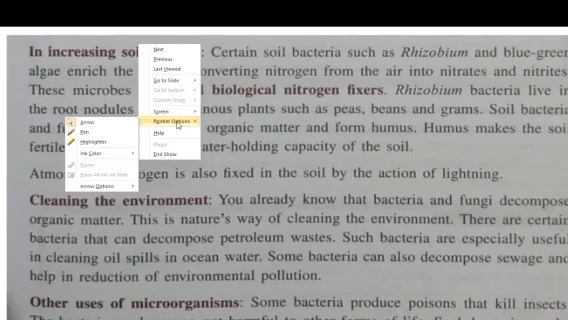 In increasing soi : Certain soil bacteria such as Rhizobium and blue-green
algae enrich the onverting nitrogen from the air into nitrates and nitrites
These microbes l biological nitrogen fixers. Rhizobium bacteria live in
the root nodules nous plants such as peas, beans and grams. Soil bacteria
and f organic matter and form humus. Humus makes the soi
fertile ater-holding capacity of the soil.
Atmo ogen is also fixed in the soil by the action of lightning.
Cleaning the environment: You already know that bacteria and fungi decompose
organic matter. This is nature's way of cleaning the environment. There are certain
bacteria that can decompose petroleum wastes. Such bacteria are especially useful
in cleaning oil spills in ocean water. Some bacteria can also decompose sewage and
help in reduction of environmental pollution.
Other uses of microorganisms: Some bacteria produce poisons that kill insects
Next
Previous
Last Viewed
Go to Slide
Go to Section
Custom Show
Screen
Pointer Options
Help
Pause
End Show
Arrow
Pen
Highlighter
Ink Color
Eraser
Erase All Ink on Slide
Arrow Options